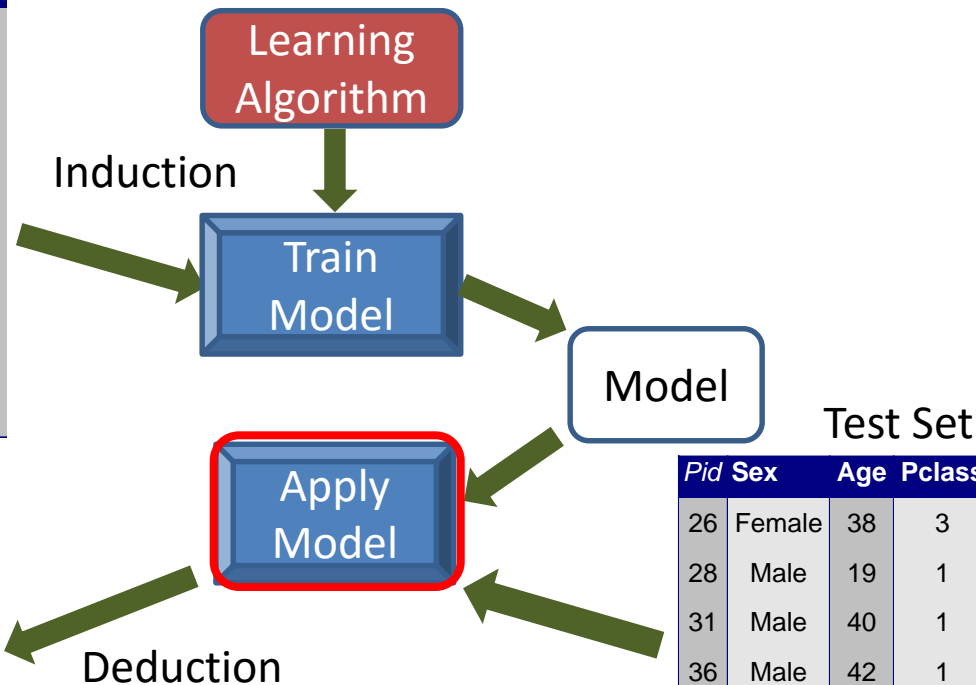 Learning
Algorithm
Induction
Train
Model
Model
Test Set
Pid Sex Age Pclass
26 Female 38 3
28 Male 19 1
31 Male 40 1
36 Male 42 1
Apply
Model
Deduction